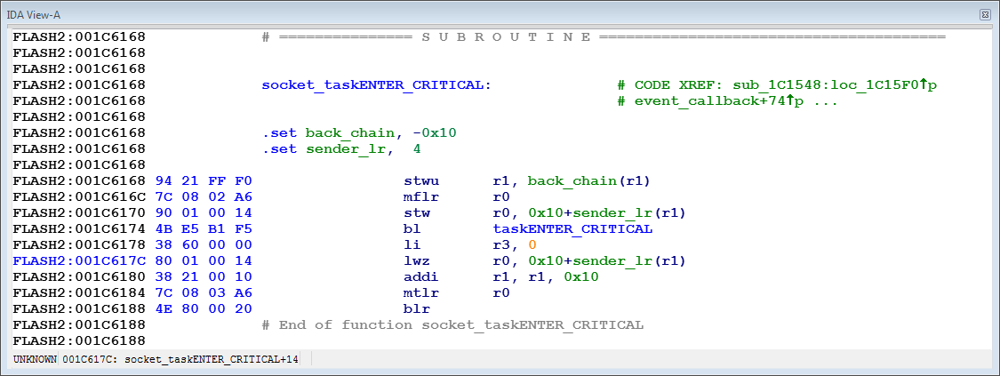 IDA View-A
FLASH2:001C6168 # =============== S U B R O U T I N E =======================================
FLASH2:001C6168
FLASH2:001C6168
FLASH2:001C6168 socket_taskENTER_CRITICAL: # CODE XREF: sub_1C1548:loc_1C15F0↑p
FLASH2:001C6168 # event_callback+74↑p ...
FLASH2:001C6168
FLASH2:001C6168 .set back_chain, -0x10
FLASH2:001C6168 .set sender_lr, 4
FLASH2:001C6168
FLASH2:001C6168 94 21 FF F0 stwu r1, back_chain(r1)
FLASH2:001C616C 7C 08 02 A6 mflr r0
FLASH2:001C6170 90 01 00 14 stw r0, 0x10+sender_lr(r1)
FLASH2:001C6174 4B E5 B1 F5 bl taskENTER_CRITICAL
FLASH2:001C6178 38 60 00 00 li r3, 0
FLASH2:001C617C 80 01 00 14 lwz r0, 0x10+sender_lr(r1)
FLASH2:001C6180 38 21 00 10 addi r1, r1, 0x10
FLASH2:001C6184 7C 08 03 A6 mtlr r0
FLASH2:001C6188 4E 80 00 20 blr
FLASH2:001C6188 # End of function socket_taskENTER_CRITICAL
FLASH2:001C6188
UNKNOWN 001C617C: socket_taskENTER_CRITICAL+14